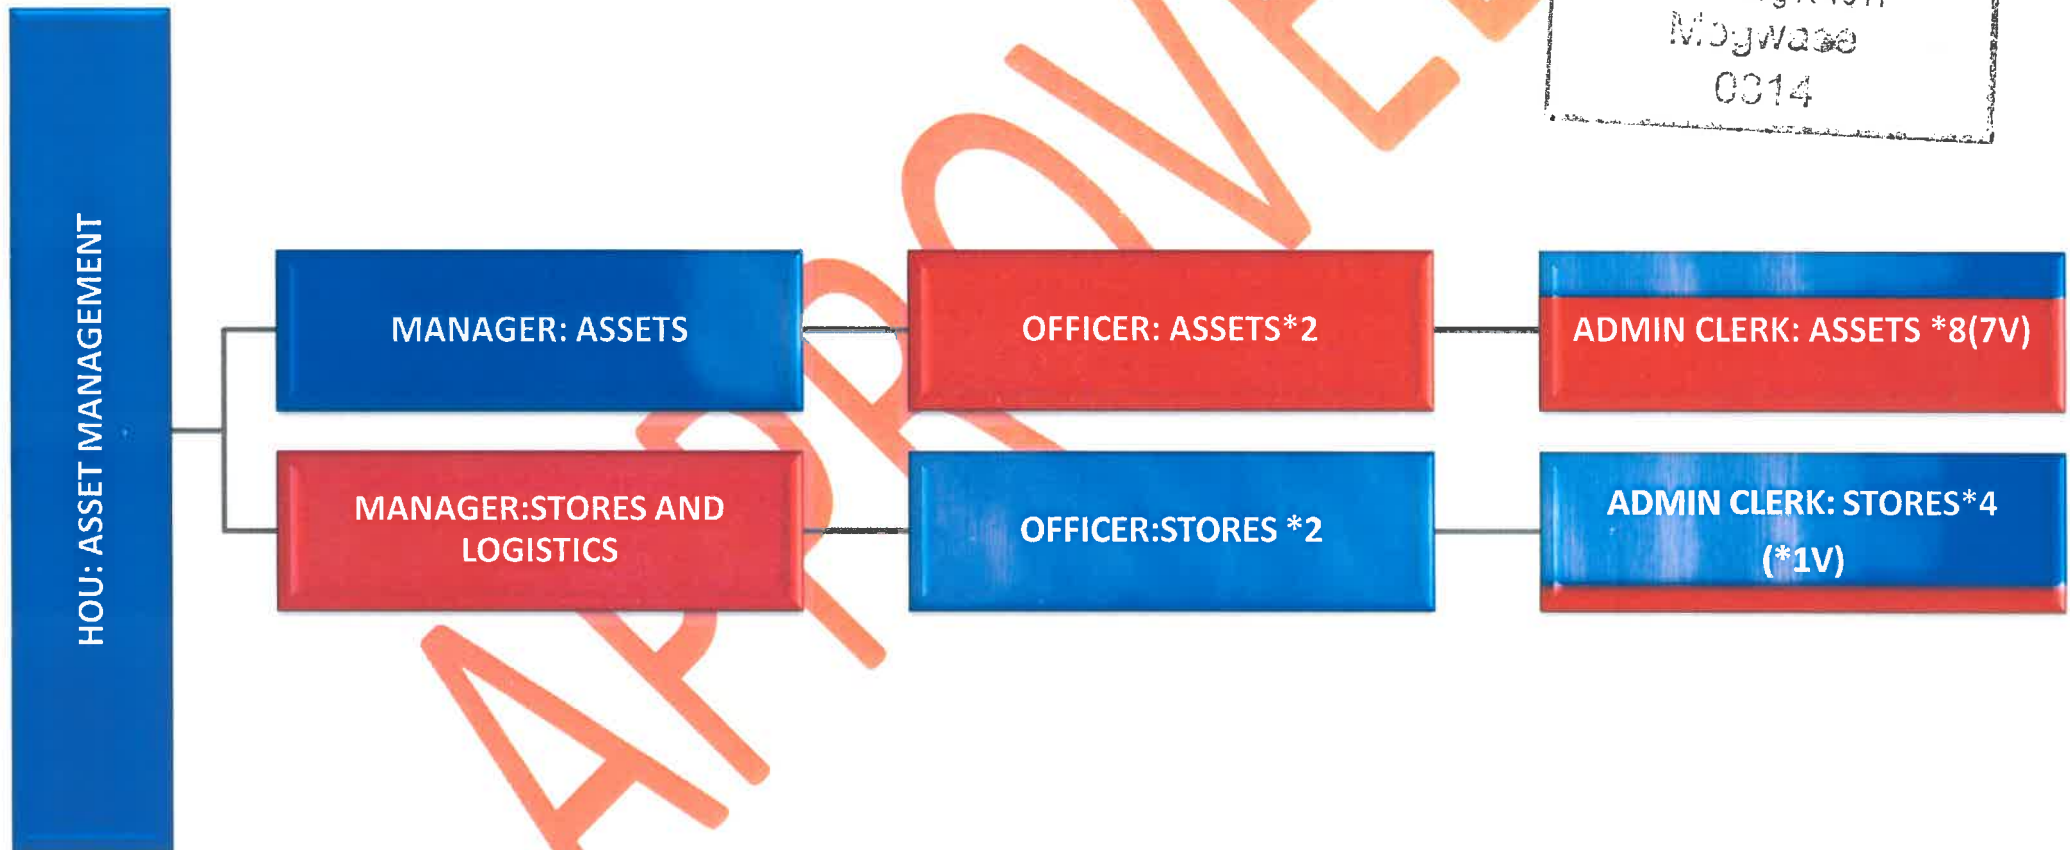 Mogwase
0314
HOU: ASSET MANAGEMENT
MANAGER: ASSETS
OFFICER: ASSETS*2
ADMIN CLERK: ASSETS *8(7V)
MANAGER:STORES AND
LOGISTICS
OFFICER:STORES *2
ADMIN CLERK: STORES*4
(*1V)